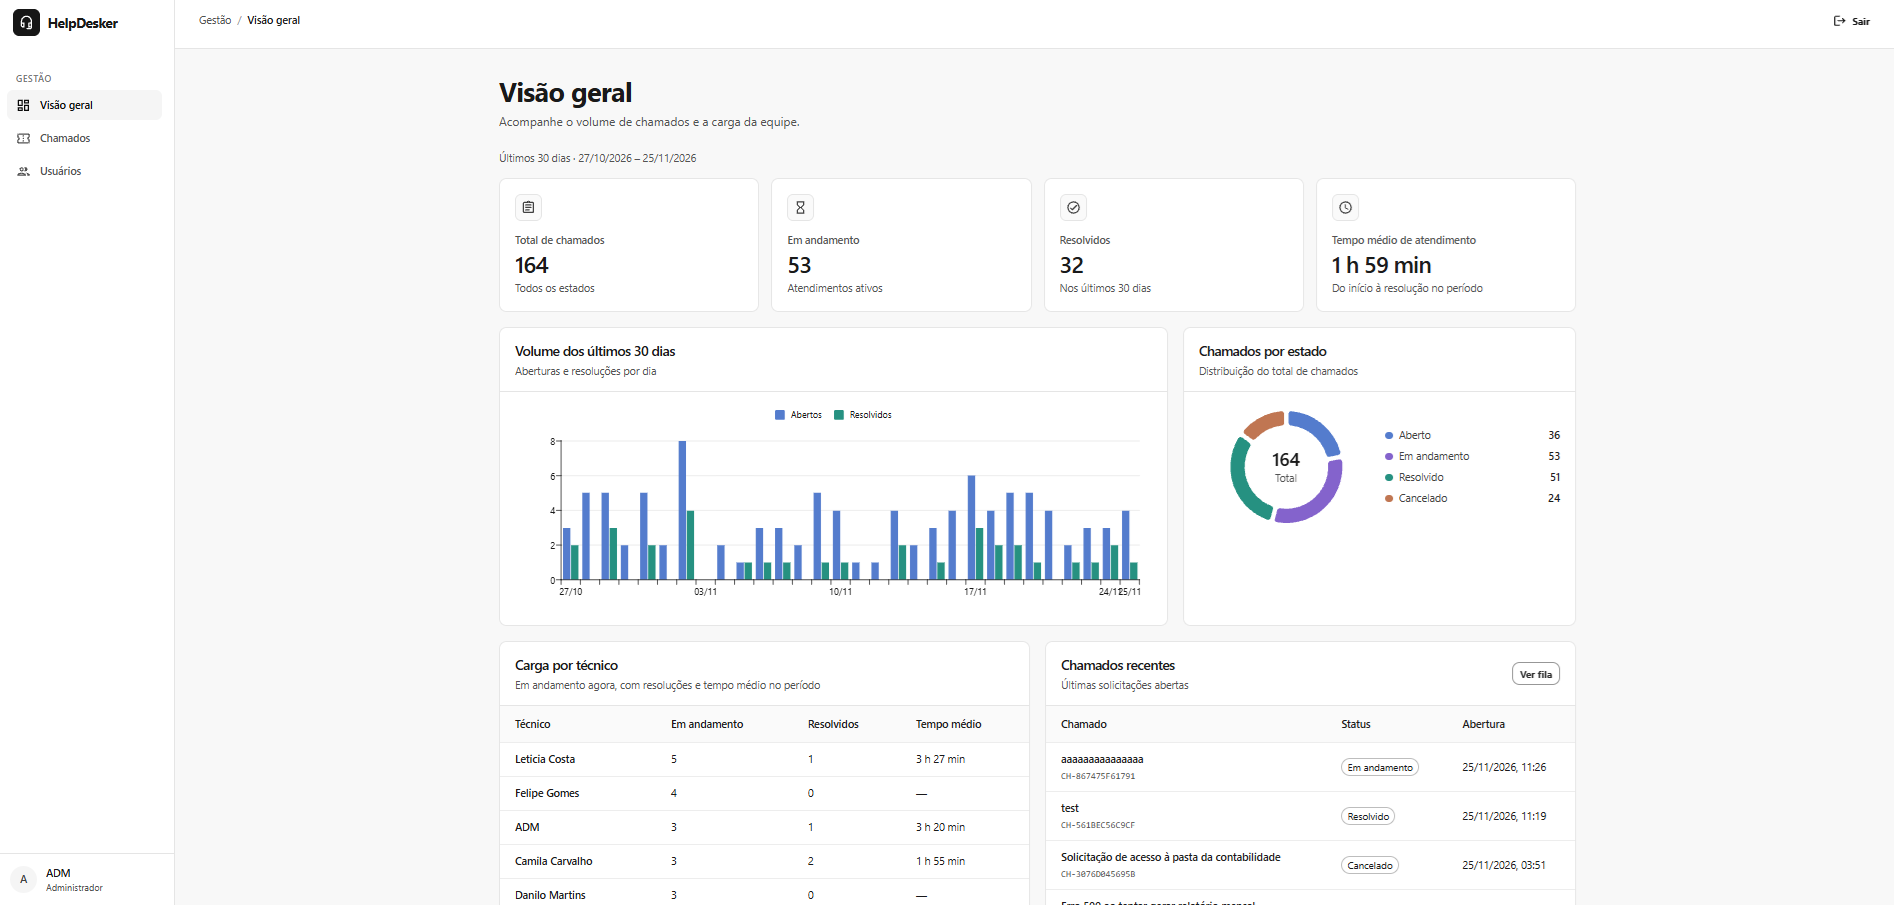 HelpDesker
Gestão / Visão geral
Sair
GESTÃO
Visão geral
Chamados
Usuários
Visão geral
Acompanhe o volume de chamados e a carga da equipe.
Últimos 30 dias · 27/10/2026 – 25/11/2026
Total de chamados
164
Todos os estados
Em andamento
53
Atendimentos ativos
Resolvidos
32
Nos últimos 30 dias
Tempo médio de atendimento
1 h 59 min
Do início à resolução no período
Volume dos últimos 30 dias
Aberturas e resoluções por dia
Abertos
Resolvidos
8
6
4
2
0
27/10
03/11
10/11
17/11
24/11
25/11
Chamados por estado
Distribuição do total de chamados
164
Total
Aberto 36
Em andamento 53
Resolvido 51
Cancelado 24
Carga por técnico
Em andamento agora, com resoluções e tempo médio no período
Técnico Em andamento Resolvidos Tempo médio
Leticia Costa 5 1 3 h 27 min
Felipe Gomes 4 0 —
ADM 3 1 3 h 20 min
Camila Carvalho 3 2 1 h 55 min
Danilo Martins 3 0 —
Chamados recentes
Últimas solicitações abertas
Ver fila
Chamado Status Abertura
aaaaaaaaaaaaaaa
CH-867475F61791
Em andamento
25/11/2026, 11:26
test
CH-561BEC56C9CF
Resolvido
25/11/2026, 11:19
Solicitação de acesso à pasta da contabilidade
CH-3076D045695B
Cancelado
25/11/2026, 03:51
A
ADM
Administrador